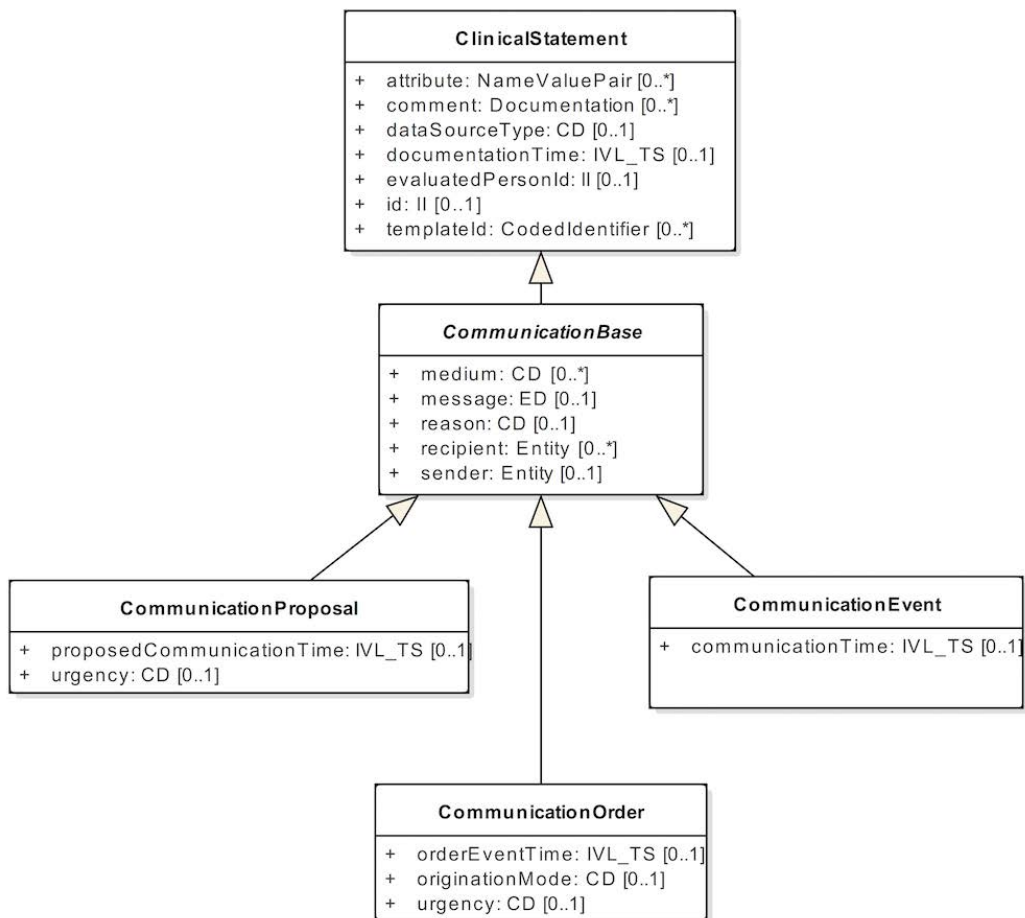 ClinicalStatement
+ attribute: NameValuePair [0..*]
+ comment: Documentation [0..*]
+ dataSourceType: CD [0..1]
+ documentationTime: IVL_TS [0..1]
+ evaluatedPersonId: II [0..1]
+ id: II [0..1]
+ templateId: CodedIdentifier [0..*]
CommunicationBase
+ medium: CD [0..*]
+ message: ED [0..1]
+ reason: CD [0..1]
+ recipient: Entity [0..*]
+ sender: Entity [0..1]
CommunicationProposal
+ proposedCommunicationTime: IVL_TS [0..1]
+ urgency: CD [0..1]
CommunicationEvent
+ communicationTime: IVL_TS [0..1]
CommunicationOrder
+ orderEventTime: IVL_TS [0..1]
+ originationMode: CD [0..1]
+ urgency: CD [0..1]